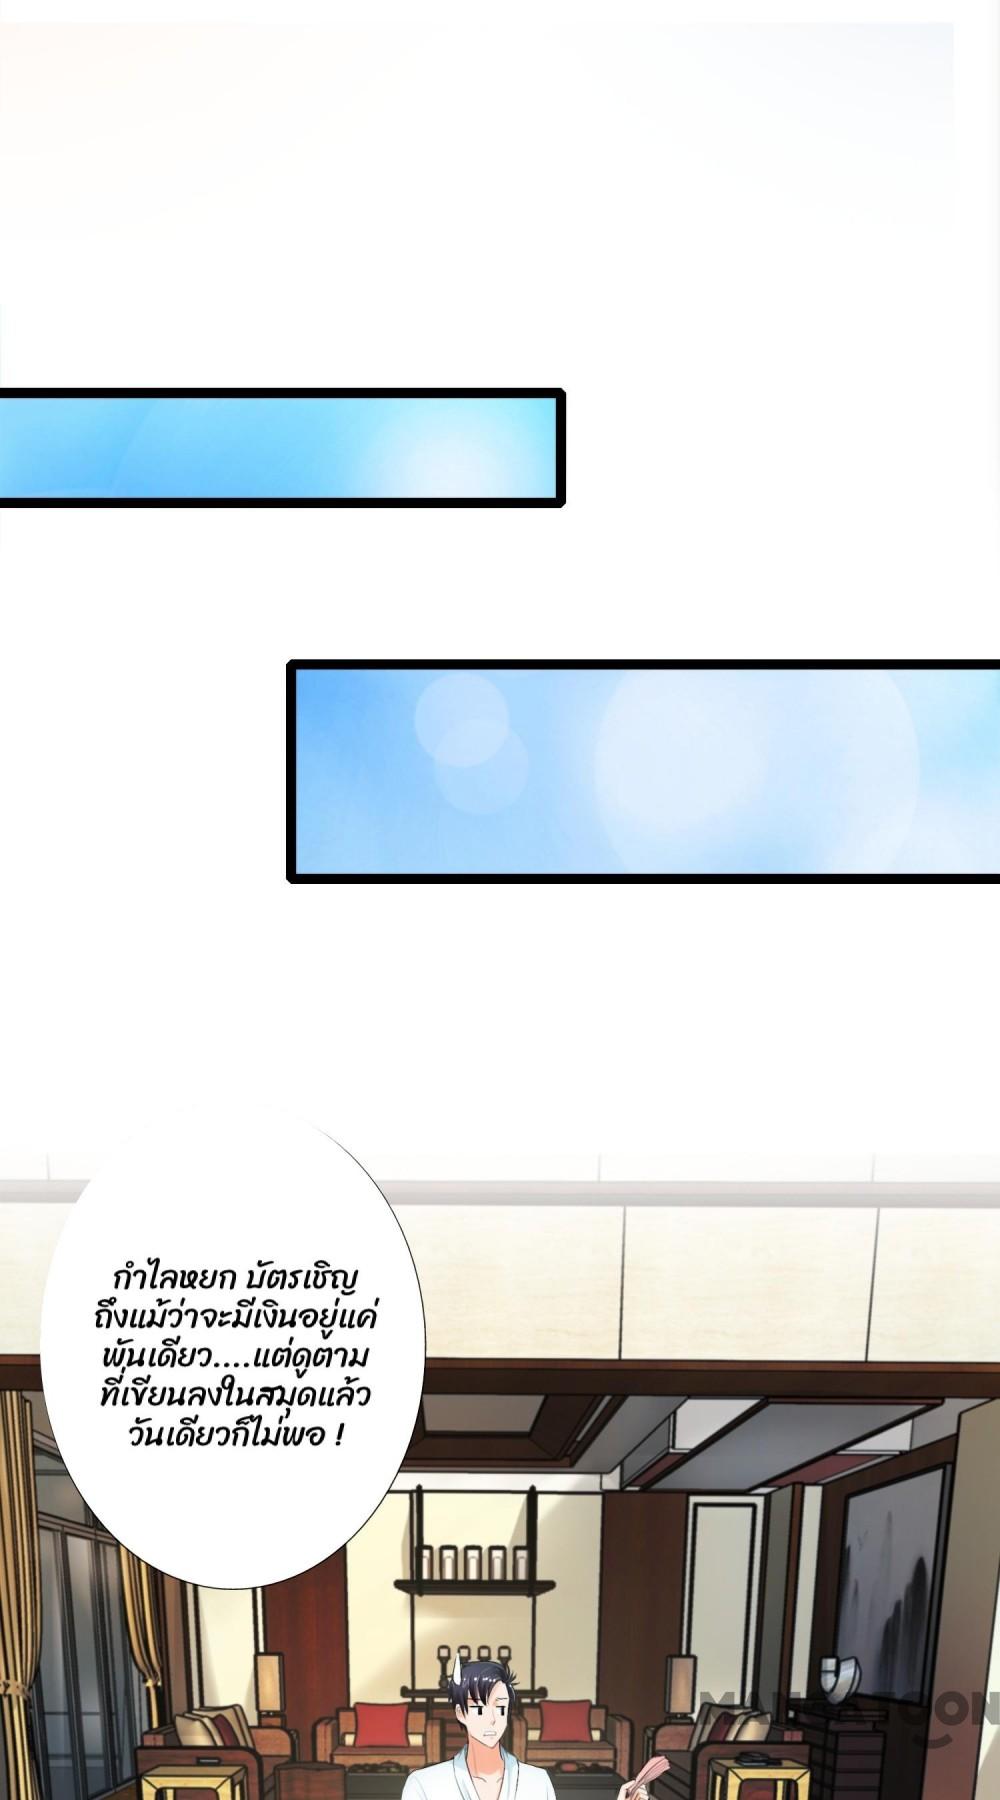 กำไลหยก บัตรเชิญ
ถึงแม้ว่าจะมีเงินอยู่แค่
พันเดียว....แต่ดูตาม
ที่เขียนลงในสมุดแล้ว
วันเดียวก็ไม่พอ !
MANGATOON